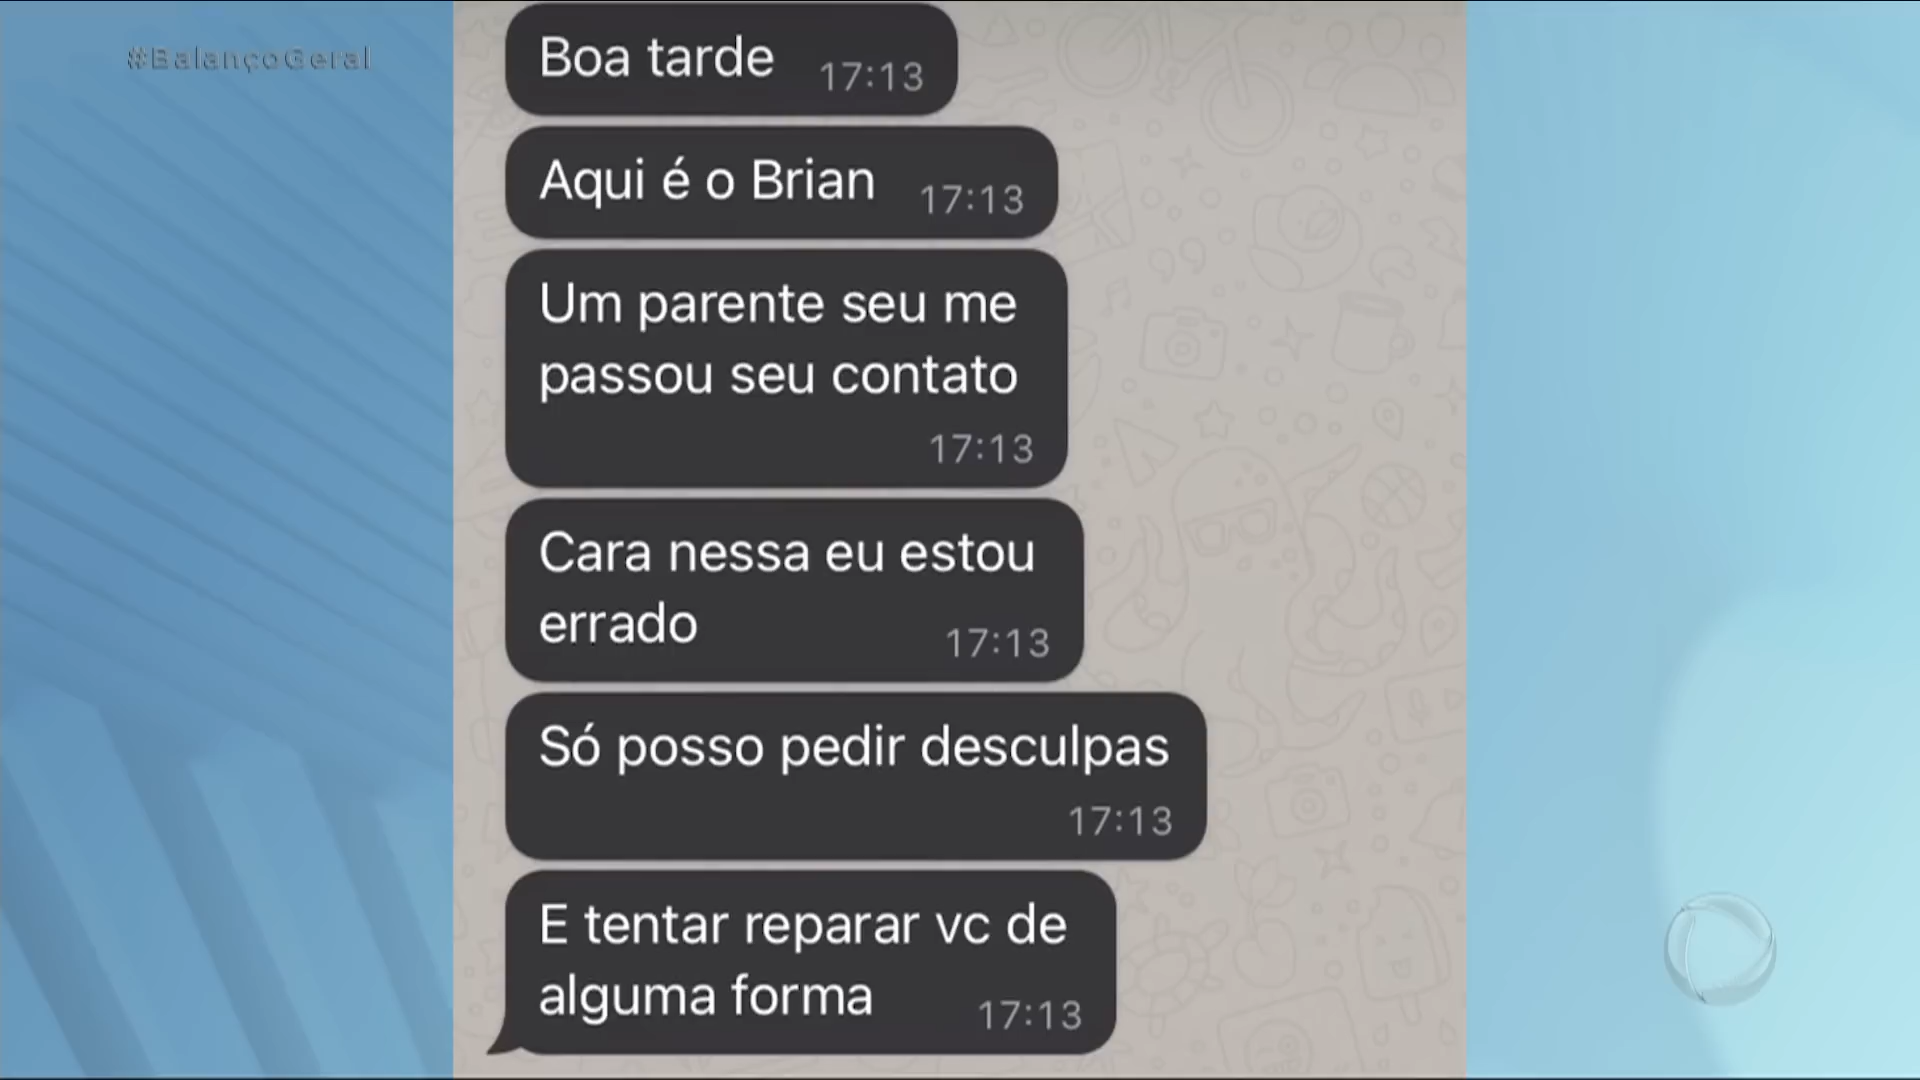 #BalançoGeral
Boa tarde 17:13
Aqui é o Brian 17:13
Um parente seu me
passou seu contato
17:13
Cara nessa eu estou
errado 17:13
Só posso pedir desculpas
17:13
E tentar reparar vc de
alguma forma 17:13